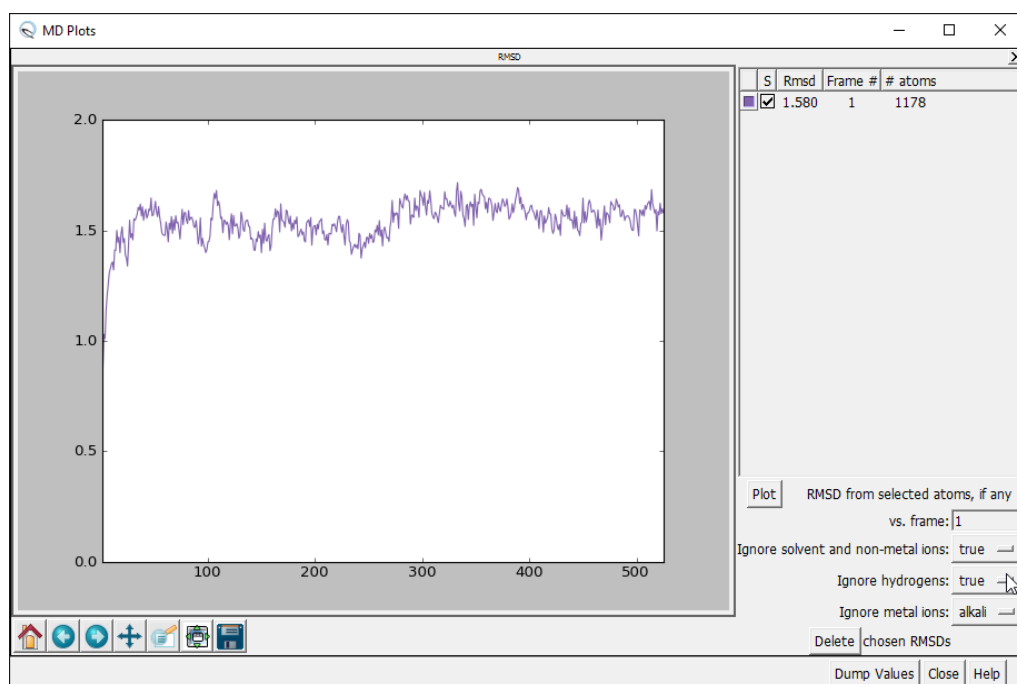 MD Plots
RMSD
S Rmsd Frame # # atoms
1.580 1 1178
2.0
1.5
1.0
0.5
0.0
100 200 300 400 500
Plot RMSD from selected atoms, if any
vs. frame: 1
Ignore solvent and non-metal ions: true
Ignore hydrogens: true
Ignore metal ions: alkali
Delete chosen RMSDs
Dump Values Close Help